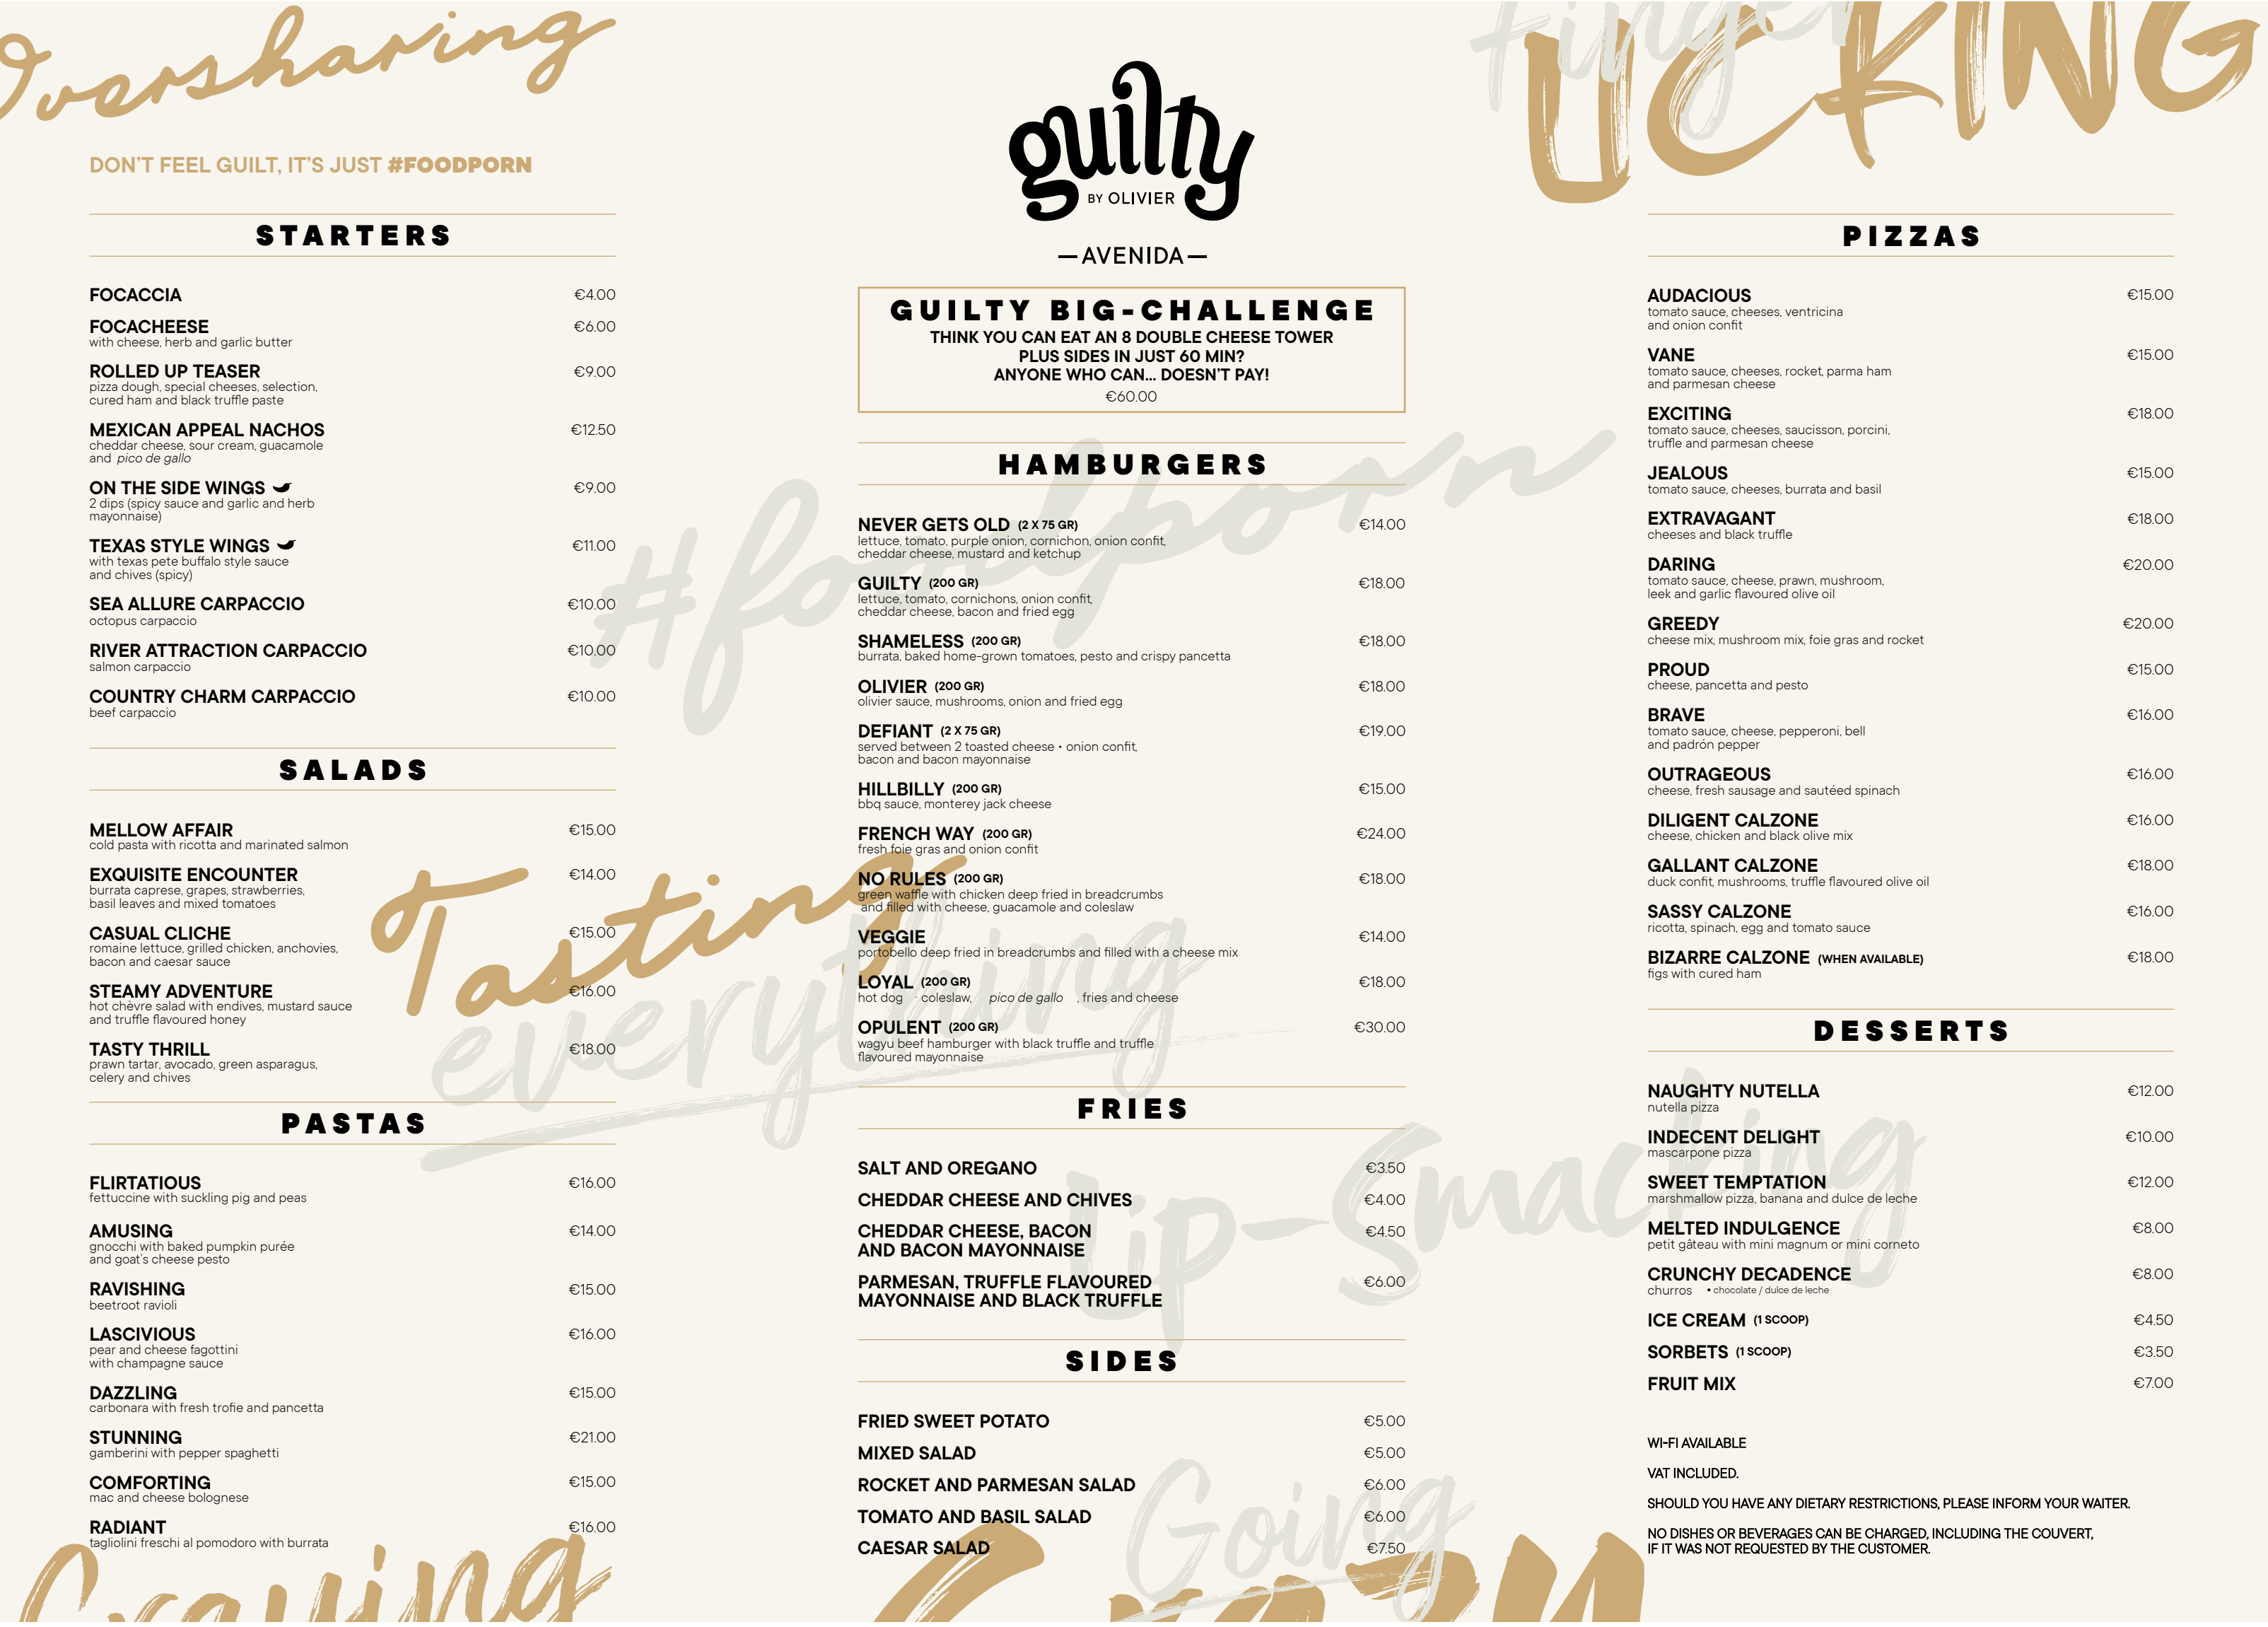 Oversharing
DON'T FEEL GUILT, IT'S JUST #FOODPORN
STARTERS
FOCACCIA €4.00
FOCACHEESE €6.00
with cheese, herb and garlic butter
ROLLED UP TEASER €9.00
pizza dough, special cheeses, selection,
cured ham and black truffle paste
MEXICAN APPEAL NACHOS €12.50
cheddar cheese, sour cream, guacamole
and pico de gallo
ON THE SIDE WINGS €9.00
2 dips (spicy sauce and garlic and herb
mayonnaise)
TEXAS STYLE WINGS €11.00
with texas pete buffalo style sauce
and chives (spicy)
SEA ALLURE CARPACCIO €10.00
octopus carpaccio
RIVER ATTRACTION CARPACCIO €10.00
salmon carpaccio
COUNTRY CHARM CARPACCIO €10.00
beef carpaccio
SALADS
MELLOW AFFAIR €15.00
cold pasta with ricotta and marinated salmon
EXQUISITE ENCOUNTER €14.00
burrata caprese, grapes, strawberries,
basil leaves and mixed tomatoes
CASUAL CLICHE €15.00
romaine lettuce, grilled chicken, anchovies,
bacon and caesar sauce
STEAMY ADVENTURE €16.00
hot chèvre salad with endives, mustard sauce
and truffle flavoured honey
TASTY THRILL €18.00
prawn tartar, avocado, green asparagus,
celery and chives
PASTAS
FLIRTATIOUS €16.00
fettuccine with suckling pig and peas
AMUSING €14.00
gnocchi with baked pumpkin purée
and goat's cheese pesto
RAVISHING €15.00
beetroot ravioli
LASCIVIOUS €16.00
pear and cheese fagottini
with champagne sauce
DAZZLING €15.00
carbonara with fresh trofie and pancetta
STUNNING €21.00
gamberini with pepper spaghetti
COMFORTING €15.00
mac and cheese bolognese
RADIANT €16.00
tagliolini freschi al pomodoro with burrata
Craving
guilty
BY OLIVIER
—AVENIDA—
GUILTY BIG-CHALLENGE
THINK YOU CAN EAT AN 8 DOUBLE CHEESE TOWER
PLUS SIDES IN JUST 60 MIN?
ANYONE WHO CAN... DOESN'T PAY!
€60.00
#foodporn
HAMBURGERS
NEVER GETS OLD (2 X 75 GR) €14.00
lettuce, tomato, purple onion, cornichon, onion confit,
cheddar cheese, mustard and ketchup
GUILTY (200 GR) €18.00
lettuce, tomato, cornichons, onion confit,
cheddar cheese, bacon and fried egg
SHAMELESS (200 GR) €18.00
burrata, baked home-grown tomatoes, pesto and crispy pancetta
OLIVIER (200 GR) €18.00
olivier sauce, mushrooms, onion and fried egg
DEFIANT (2 X 75 GR) €19.00
served between 2 toasted cheese • onion confit,
bacon and bacon mayonnaise
HILLBILLY (200 GR) €15.00
bbq sauce, monterey jack cheese
FRENCH WAY (200 GR) €24.00
fresh foie gras and onion confit
NO RULES (200 GR) €18.00
green waffle with chicken deep fried in breadcrumbs
and filled with cheese, guacamole and coleslaw
VEGGIE €14.00
portobello deep fried in breadcrumbs and filled with a cheese mix
LOYAL (200 GR) €18.00
hot dog · coleslaw, pico de gallo , fries and cheese
OPULENT (200 GR) €30.00
wagyu beef hamburger with black truffle and truffle
flavoured mayonnaise
Tasting
everything
FRIES
SALT AND OREGANO €3.50
CHEDDAR CHEESE AND CHIVES €4.00
CHEDDAR CHEESE, BACON €4.50
AND BACON MAYONNAISE
PARMESAN, TRUFFLE FLAVOURED €6.00
MAYONNAISE AND BLACK TRUFFLE
Lip-Smacking
SIDES
FRIED SWEET POTATO €5.00
MIXED SALAD €5.00
ROCKET AND PARMESAN SALAD €6.00
TOMATO AND BASIL SALAD €6.00
CAESAR SALAD €7.50
Going
Crazy
Finger
UCKING
PIZZAS
AUDACIOUS €15.00
tomato sauce, cheeses, ventricina
and onion confit
VANE €15.00
tomato sauce, cheeses, rocket, parma ham
and parmesan cheese
EXCITING €18.00
tomato sauce, cheeses, saucisson, porcini,
truffle and parmesan cheese
JEALOUS €15.00
tomato sauce, cheeses, burrata and basil
EXTRAVAGANT €18.00
cheeses and black truffle
DARING €20.00
tomato sauce, cheese, prawn, mushroom,
leek and garlic flavoured olive oil
GREEDY €20.00
cheese mix, mushroom mix, foie gras and rocket
PROUD €15.00
cheese, pancetta and pesto
BRAVE €16.00
tomato sauce, cheese, pepperoni, bell
and padrón pepper
OUTRAGEOUS €16.00
cheese, fresh sausage and sautéed spinach
DILIGENT CALZONE €16.00
cheese, chicken and black olive mix
GALLANT CALZONE €18.00
duck confit, mushrooms, truffle flavoured olive oil
SASSY CALZONE €16.00
ricotta, spinach, egg and tomato sauce
BIZARRE CALZONE (WHEN AVAILABLE) €18.00
figs with cured ham
DESSERTS
NAUGHTY NUTELLA €12.00
nutella pizza
INDECENT DELIGHT €10.00
mascarpone pizza
SWEET TEMPTATION €12.00
marshmallow pizza, banana and dulce de leche
MELTED INDULGENCE €8.00
petit gâteau with mini magnum or mini corneto
CRUNCHY DECADENCE €8.00
churros • chocolate / dulce de leche
ICE CREAM (1 SCOOP) €4.50
SORBETS (1 SCOOP) €3.50
FRUIT MIX €7.00
WI-FI AVAILABLE
VAT INCLUDED.
SHOULD YOU HAVE ANY DIETARY RESTRICTIONS, PLEASE INFORM YOUR WAITER.
NO DISHES OR BEVERAGES CAN BE CHARGED, INCLUDING THE COUVERT,
IF IT WAS NOT REQUESTED BY THE CUSTOMER.